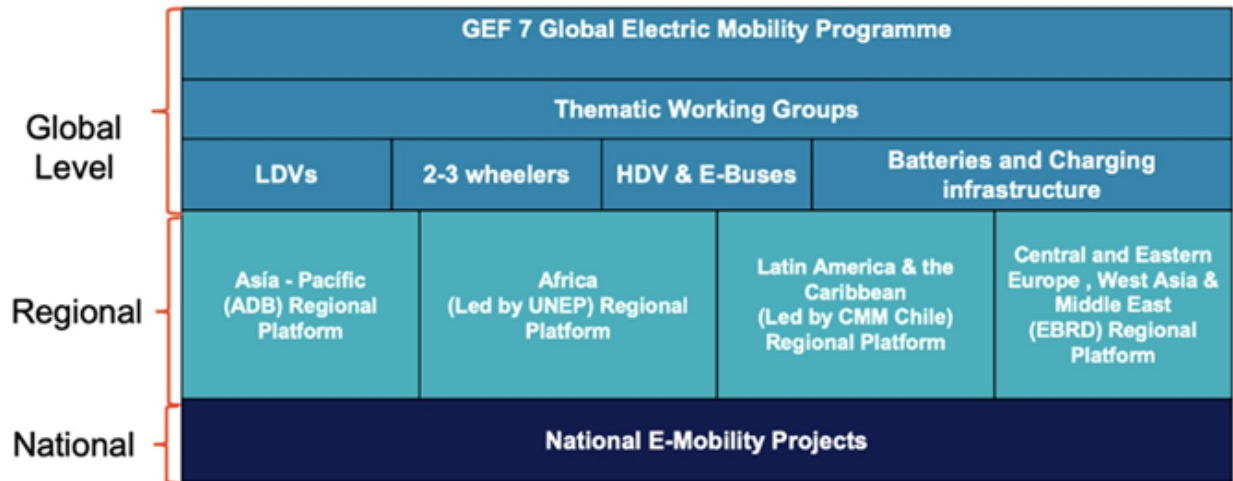 GEF 7 Global Electric Mobility Programme
Thematic Working Groups
Global
Level
LDVs
2-3 wheelers
HDV & E-Buses
Batteries and Charging
infrastructure
Regional
Asía - Pacífic
(ADB) Regional
Platform
Africa
(Led by UNEP) Regional
Platform
Latin America & the
Caribbean
(Led by CMM Chile)
Regional Platform
Central and Eastern
Europe , West Asia &
Middle East
(EBRD) Regional
Platform
National
National E-Mobility Projects